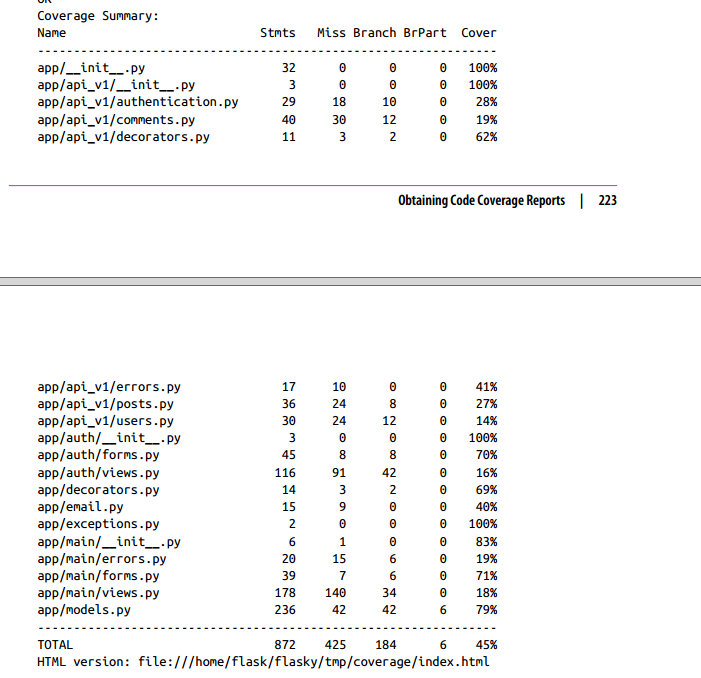 OK
Coverage Summary:
Name Stmts Miss Branch BrPart Cover
---------------------------------------------------------------
app/__init__.py 32 0 0 0 100%
app/api_v1/__init__.py 3 0 0 0 100%
app/api_v1/authentication.py 29 18 10 0 28%
app/api_v1/comments.py 40 30 12 0 19%
app/api_v1/decorators.py 11 3 2 0 62%
Obtaining Code Coverage Reports | 223
app/api_v1/errors.py 17 10 0 0 41%
app/api_v1/posts.py 36 24 8 0 27%
app/api_v1/users.py 30 24 12 0 14%
app/auth/__init__.py 3 0 0 0 100%
app/auth/forms.py 45 8 8 0 70%
app/auth/views.py 116 91 42 0 16%
app/decorators.py 14 3 2 0 69%
app/email.py 15 9 0 0 40%
app/exceptions.py 2 0 0 0 100%
app/main/__init__.py 6 1 0 0 83%
app/main/errors.py 20 15 6 0 19%
app/main/forms.py 39 7 6 0 71%
app/main/views.py 178 140 34 0 18%
app/models.py 236 42 42 6 79%
---------------------------------------------------------------
TOTAL 872 425 184 6 45%
HTML version: file:///home/flask/flasky/tmp/coverage/index.html